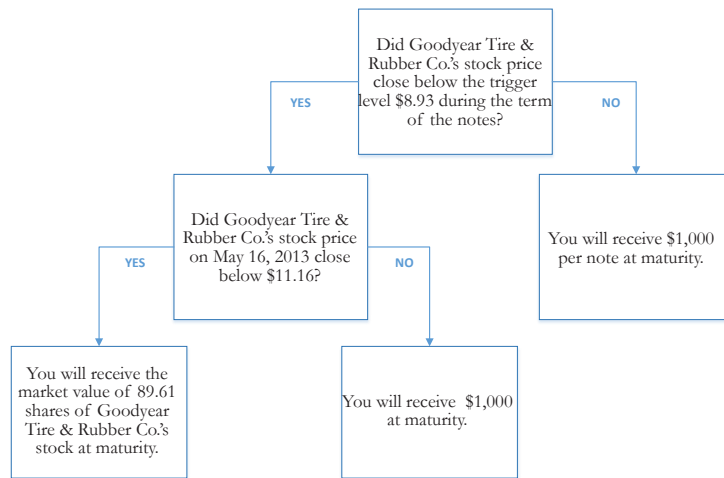 Did Goodyear Tire &
Rubber Co.'s stock price
close below the trigger
level $8.93 during the term
of the notes?
YES
NO
Did Goodyear Tire &
Rubber Co.'s stock price
on May 16, 2013 close
below $11.16?
You will receive $1,000
per note at maturity.
YES
NO
You will receive the
market value of 89.61
shares of Goodyear
Tire & Rubber Co.'s
stock at maturity.
You will receive $1,000
at maturity.